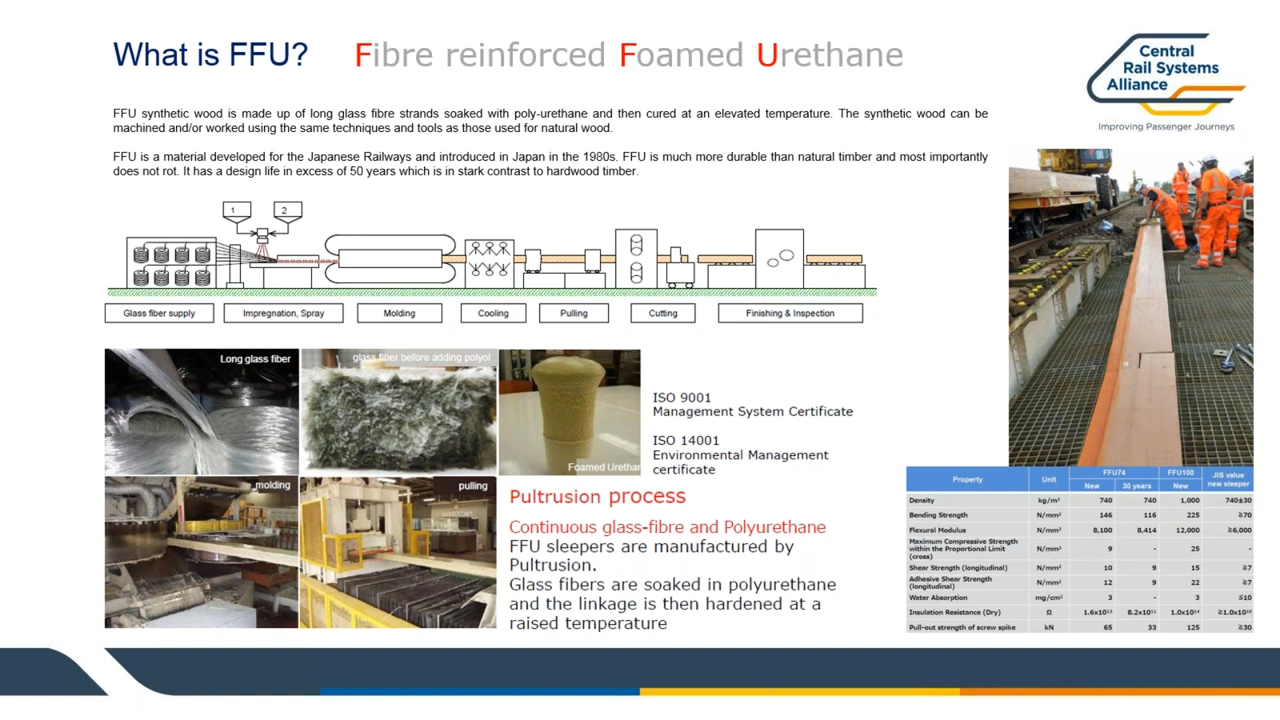 What is FFU? Fibre reinforced Foamed Urethane
Central
Rail Systems
Alliance
Improving Passenger Journeys
FFU synthetic wood is made up of long glass fibre strands soaked with poly-urethane and then cured at an elevated temperature. The synthetic wood can be
machined and/or worked using the same techniques and tools as those used for natural wood.
FFU is a material developed for the Japanese Railways and introduced in Japan in the 1980s. FFU is much more durable than natural timber and most importantly
does not rot. It has a design life in excess of 50 years which is in stark contrast to hardwood timber.
1 2
Glass fiber supply Impregnation, Spray Molding Cooling Pulling Cutting Finishing & Inspection
Long glass fiber
glass fiber before adding polyol
Foamed Urethan
molding
pulling
ISO 9001
Management System Certificate
ISO 14001
Environmental Management
certificate
Pultrusion process
Continuous glass-fibre and Polyurethane
FFU sleepers are manufactured by
Pultrusion.
Glass fibers are soaked in polyurethane
and the linkage is then hardened at a
raised temperature
Property Unit FFU74 FFU100 JIS value
new sleeper
New 30 years New
Density kg/m³ 740 740 1,000 740±30
Bending Strength N/mm² 146 116 225 ≧70
Flexural Modulus N/mm² 8,100 8,414 12,000 ≧6,000
Maximum Compressive Strength
within the Proportional Limit
(cross) N/mm² 9 - 25 -
Shear Strength (longitudinal) N/mm² 10 9 15 ≧7
Adhesive Shear Strength
(longitudinal) N/mm² 12 9 22 ≧7
Water Absorption mg/cm² 3 - 3 ≦10
Insulation Resistance (Dry) Ω 1.6x10¹³ 8.2x10¹¹ 1.0x10¹⁴ ≧1.0x10¹⁰
Pull-out strength of screw spike kN 65 33 125 ≧30